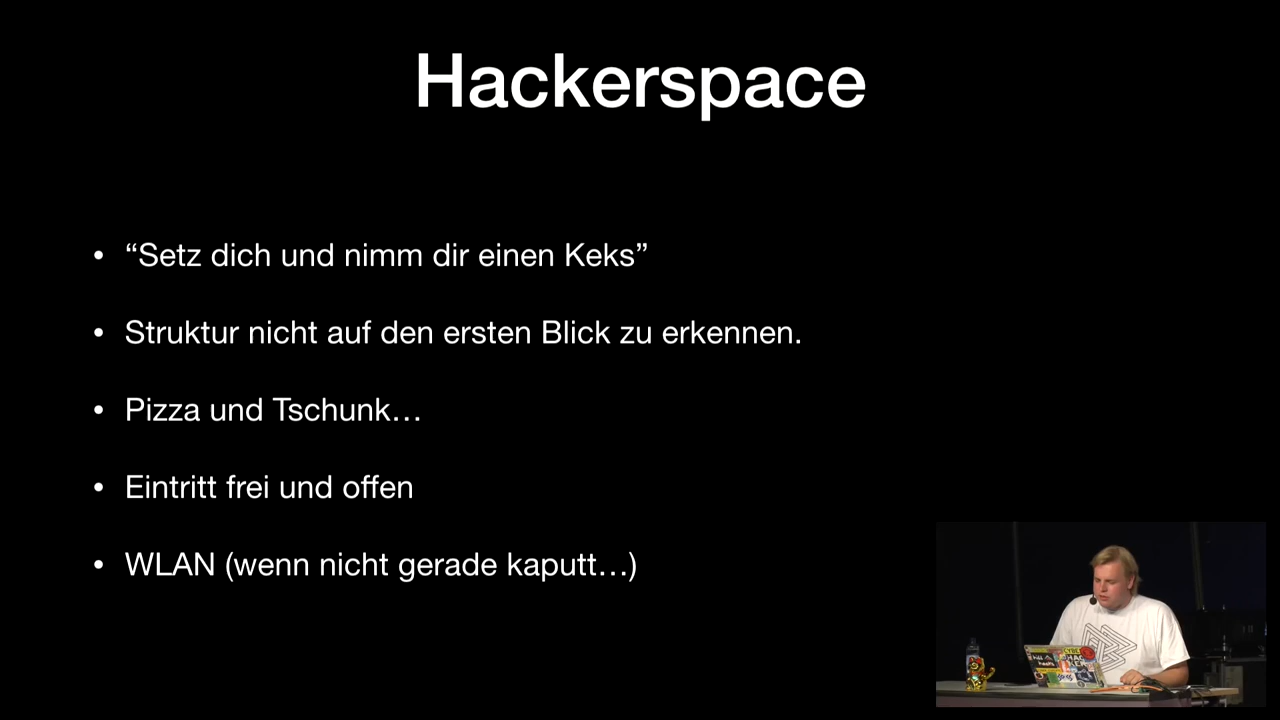 Hackerspace
• “Setz dich und nimm dir einen Keks”
• Struktur nicht auf den ersten Blick zu erkennen.
• Pizza und Tschunk…
• Eintritt frei und offen
• WLAN (wenn nicht gerade kaputt…)